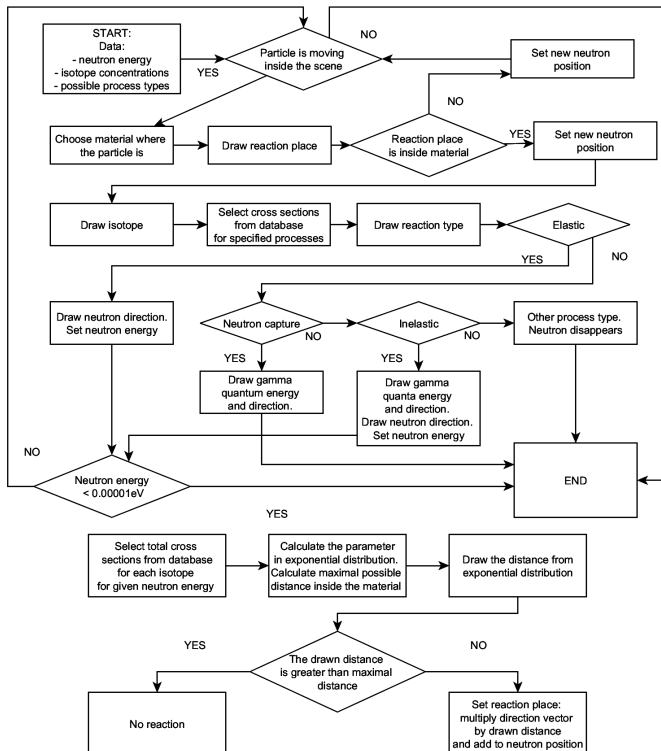 START:
Data:
- neutron energy
- isotope concentrations
- possible process types
YES
Particle is moving
inside the scene
NO
Set new neutron
position
NO
Choose material where
the particle is
Draw reaction place
Reaction place
is inside material
YES
Set new neutron
position
Draw isotope
Select cross sections
from database
for specified processes
Draw reaction type
Elastic
YES
NO
Draw neutron direction.
Set neutron energy
Neutron capture
NO
Inelastic
NO
Other process type.
Neutron disappears
YES
YES
Draw gamma
quantum energy
and direction.
Draw gamma
quanta energy
and direction.
Draw neutron direction.
Set neutron energy
NO
Neutron energy
< 0.00001eV
END
YES
Select total cross
sections from database
for each isotope
for given neutron energy
Calculate the parameter
in exponential distribution.
Calculate maximal possible
distance inside the material
Draw the distance from
exponential distribution
YES
The drawn distance
is greater than maximal
distance
NO
No reaction
Set reaction place:
multiply direction vector
by drawn distance
and add to neutron position